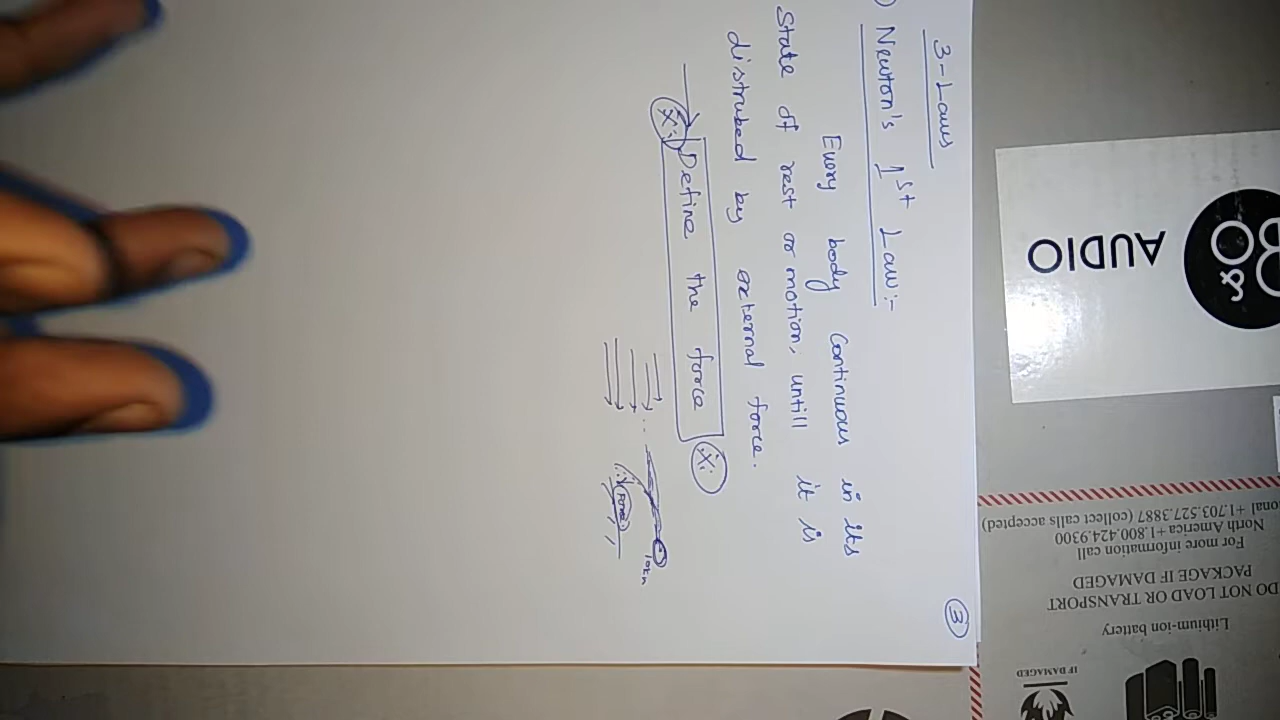 3-Laws
) Newton's 1st Law:-
Every body Continuous in its
State of rest or motion, untill it is
distrubed by external force.
Define the force
Force
10kn
3
B&O
AUDIO
onal +1.703.527.3887 (collect calls accepted)
North America +1.800.424.9300
For more information call
PACKAGE IF DAMAGED
DO NOT LOAD OR TRANSPORT
Lithium-ion battery
IF DAMAGED